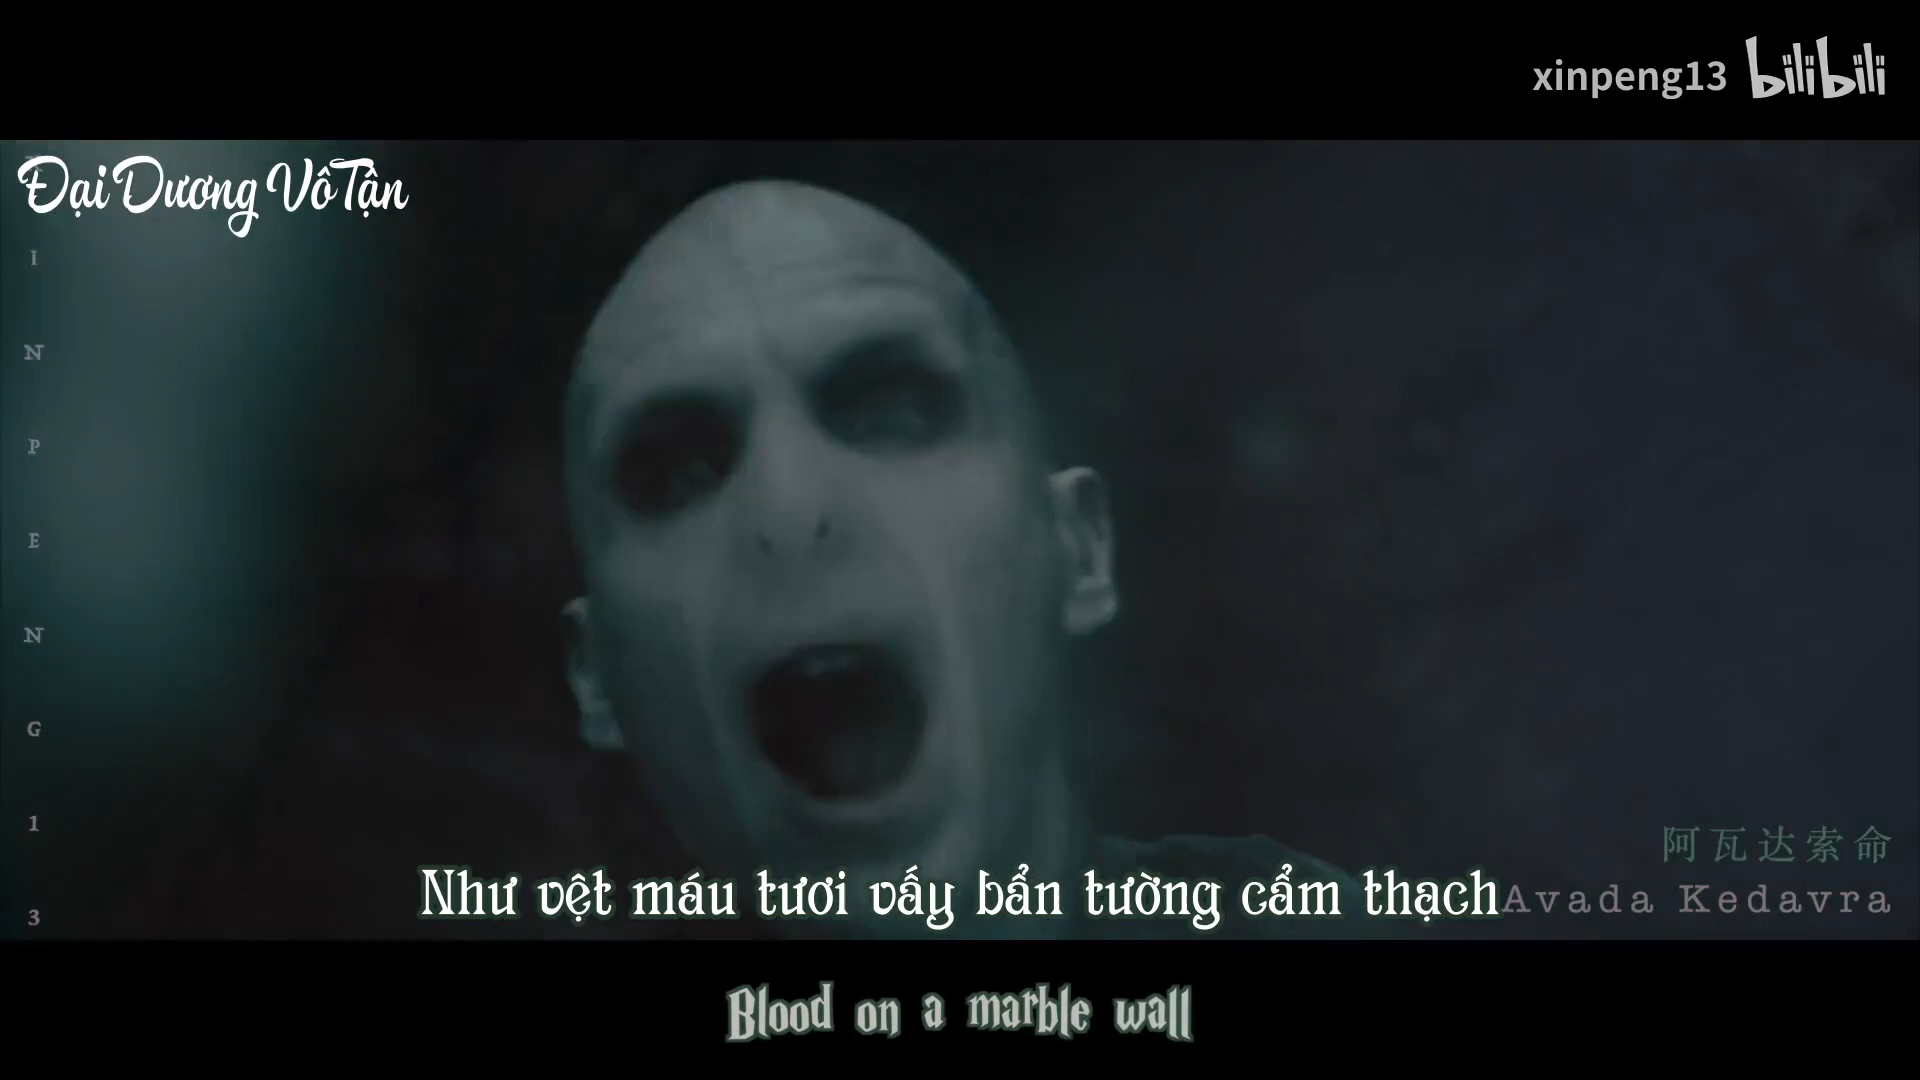 xinpeng13 bilibili
Đại Dương Vô Tận
I
N
P
E
N
G
1
3
阿瓦达索命
Như vệt máu tươi vấy bẩn tường cẩm thạch
Avada Kedavra
Blood on a marble wall